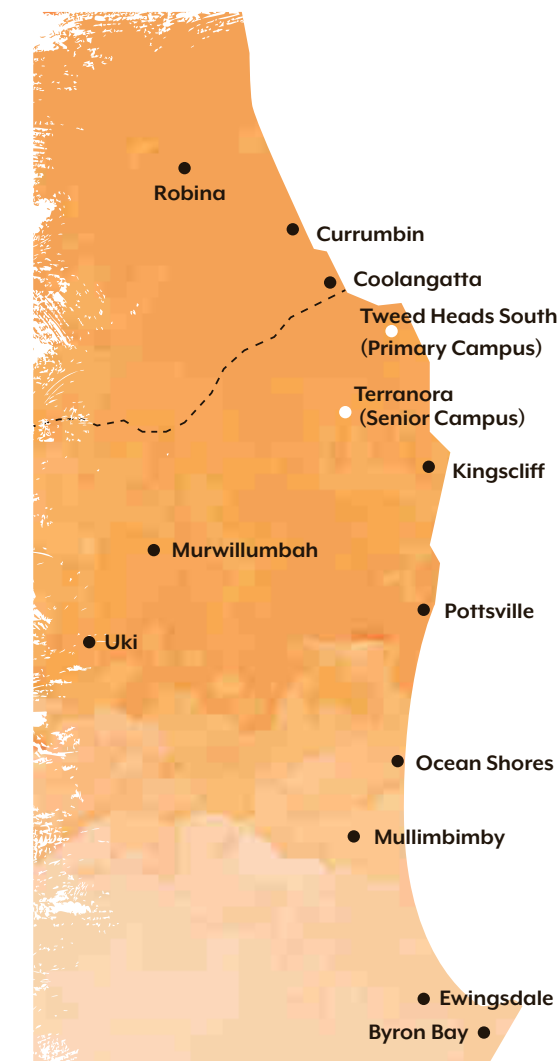 Robina
Currumbin
Coolangatta
Tweed Heads South
(Primary Campus)
Terranora
(Senior Campus)
Kingscliff
Murwillumbah
Pottsville
Uki
Ocean Shores
Mullimbimby
Ewingsdale
Byron Bay